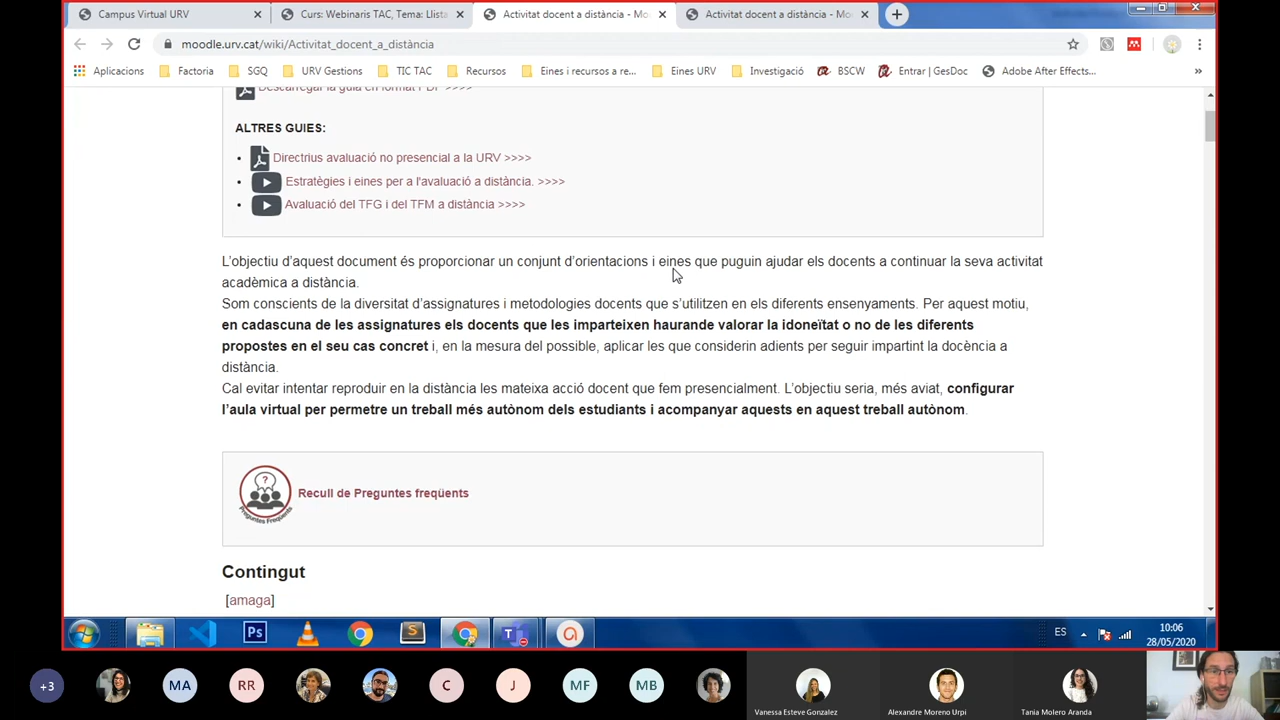 Campus Virtual URV
Curs: Webinaris TAC, Tema: Llista
Activitat docent a distància - Mo
Activitat docent a distància - Mo
moodle.urv.cat/wiki/Activitat_docent_a_distància
Aplicacions
Factoria
SGQ
URV Gestions
TIC TAC
Recursos
Eines i recursos a re...
Eines URV
Investigació
BSCW
Entrar | GesDoc
Adobe After Effects...
»
Descarregar la guia en format PDF >>>>
ALTRES GUIES:
• Directrius avaluació no presencial a la URV >>>>
• Estratègies i eines per a l'avaluació a distància. >>>>
• Avaluació del TFG i del TFM a distància >>>>
L'objectiu d'aquest document és proporcionar un conjunt d'orientacions i eines que puguin ajudar els docents a continuar la seva activitat
acadèmica a distància.
Som conscients de la diversitat d'assignatures i metodologies docents que s'utilitzen en els diferents ensenyaments. Per aquest motiu,
en cadascuna de les assignatures els docents que les imparteixen haurande valorar la idoneïtat o no de les diferents
propostes en el seu cas concret i, en la mesura del possible, aplicar les que considerin adients per seguir impartint la docència a
distància.
Cal evitar intentar reproduir en la distància les mateixa acció docent que fem presencialment. L'objectiu seria, més aviat, configurar
l'aula virtual per permetre un treball més autònom dels estudiants i acompanyar aquests en aquest treball autònom.
?
Preguntes Freqüents
Recull de Preguntes freqüents
Contingut
[amaga]
Ps
S
ES
10:06
28/05/2020
+3
MA
RR
C
J
MF
MB
Vanessa Esteve Gonzalez
Alexandre Moreno Urpi
Tania Molero Aranda